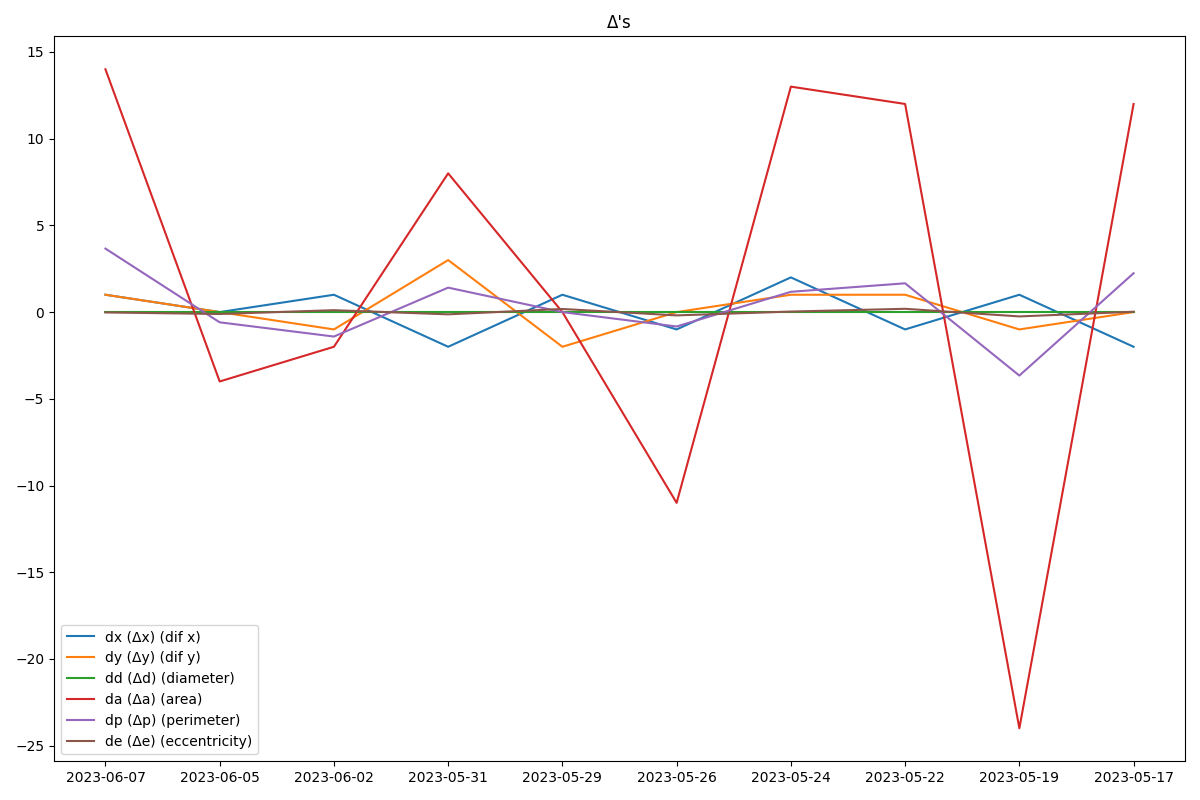 Δ's
15
10
5
0
−5
−10
−15
−20
−25
dx (Δx) (dif x)
dy (Δy) (dif y)
dd (Δd) (diameter)
da (Δa) (area)
dp (Δp) (perimeter)
de (Δe) (eccentricity)
2023-06-07 2023-06-05 2023-06-02 2023-05-31 2023-05-29 2023-05-26 2023-05-24 2023-05-22 2023-05-19 2023-05-17